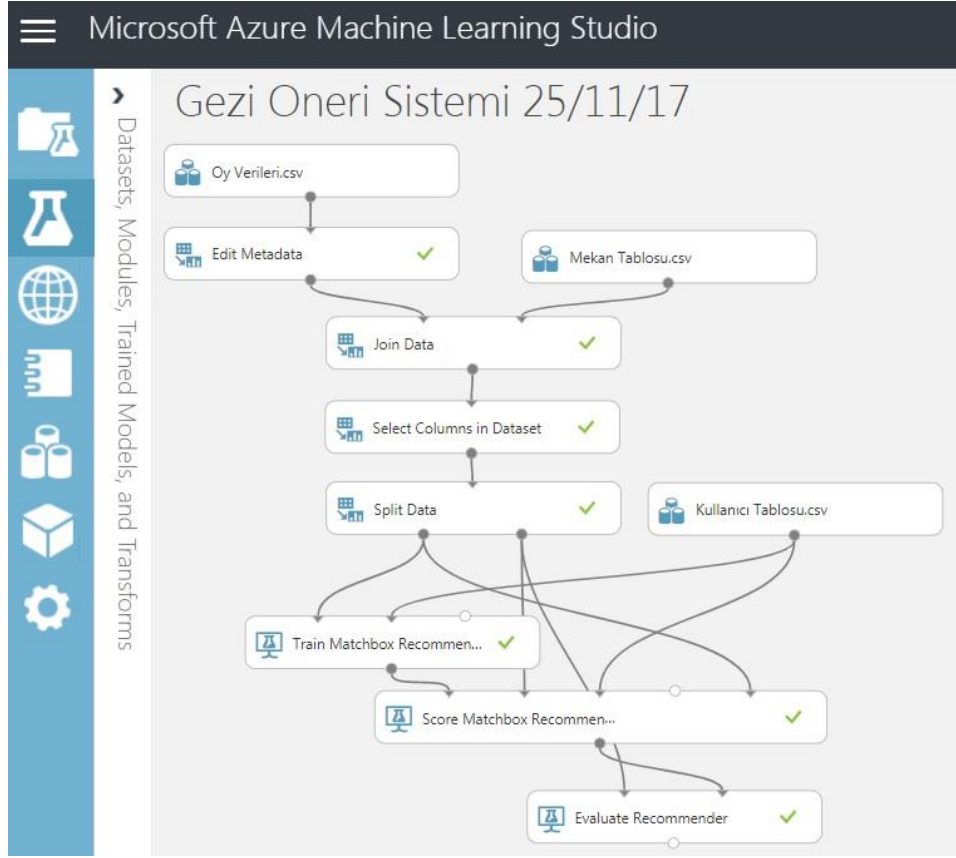 Microsoft Azure Machine Learning Studio
Datasets, Modules, Trained Models, and Transforms
Gezi Oneri Sistemi 25/11/17
Oy Verileri.csv
Edit Metadata
Mekan Tablosu.csv
Join Data
Select Columns in Dataset
Split Data
Kullanıcı Tablosu.csv
Train Matchbox Recommen...
Score Matchbox Recommen...
Evaluate Recommender